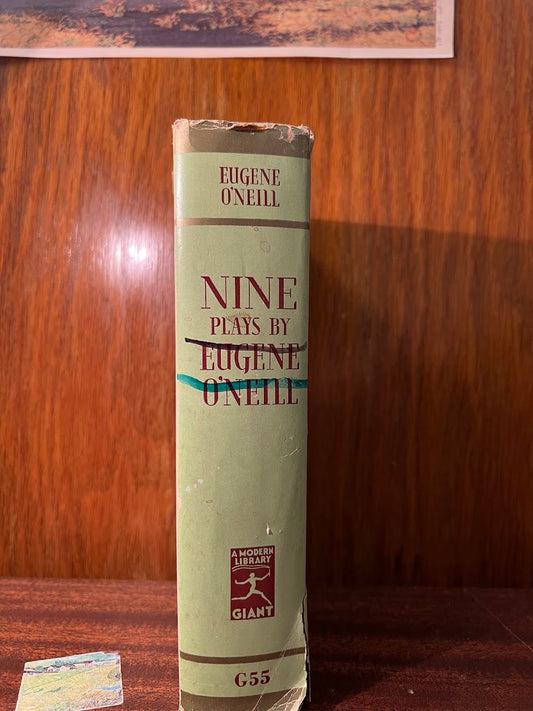 EUGENE
O'NEILL
NINE
PLAYS BY
EUGENE
O'NEILL
A MODERN
LIBRARY
GIANT
G55